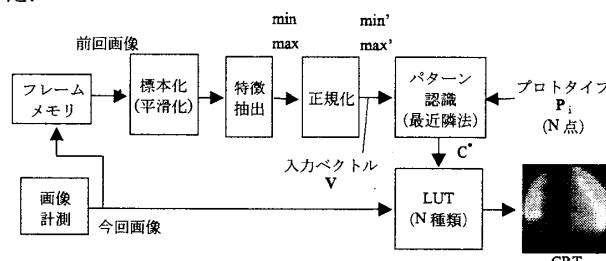 min
max
min'
max'
前回画像
フレーム
メモリ
標本化
(平滑化)
特徴
抽出
正規化
パターン
認識
(最近隣法)
プロトタイプ
P i
(N 点)
入力ベクトル
V
C*
画像
計測
今回画像
LUT
(N 種類)